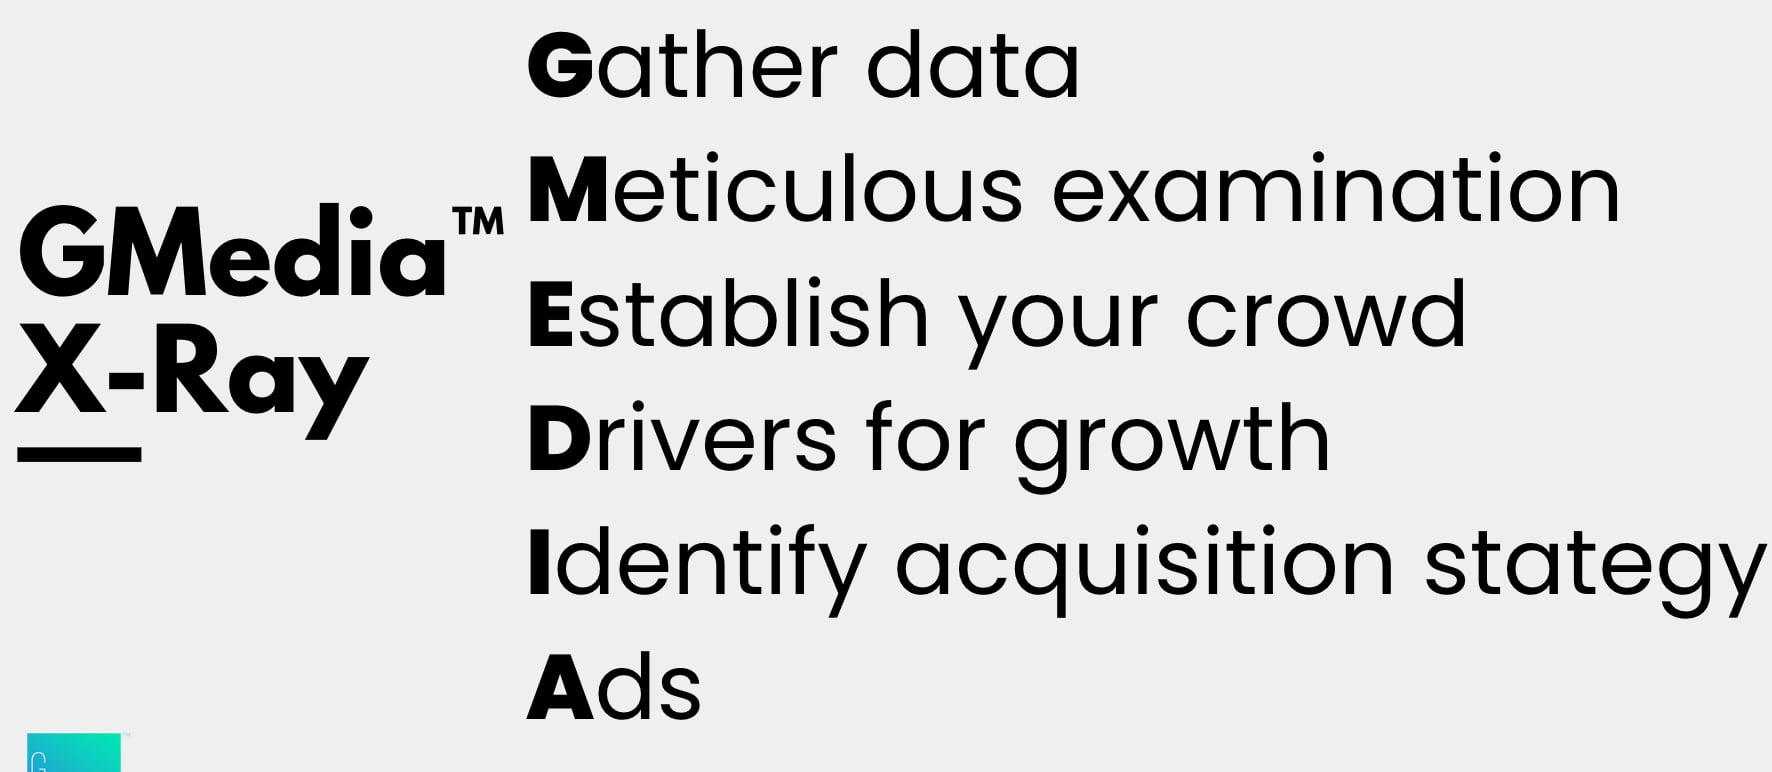 GMedia™
X-Ray
Gather data
Meticulous examination
Establish your crowd
Drivers for growth
Identify acquisition stategy
Ads
G